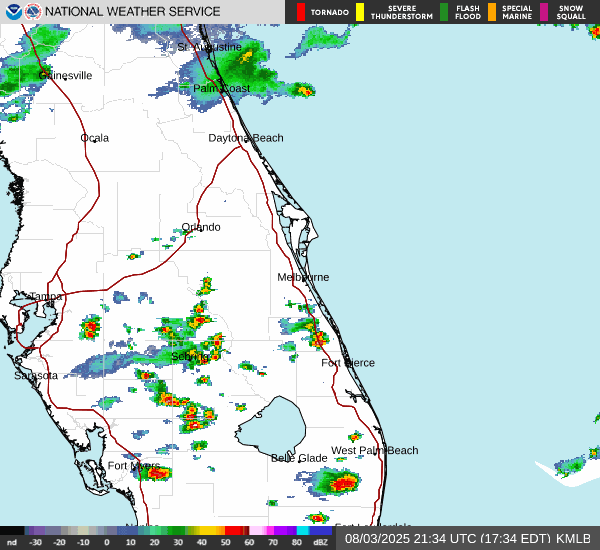 NATIONAL WEATHER SERVICE
TORNADO
SEVERE THUNDERSTORM
FLASH FLOOD
SPECIAL MARINE
SNOW SQUALL
St. Augustine
Gainesville
Palm Coast
Ocala
Daytona Beach
Orlando
Melbourne
Tampa
Sebring
Fort Pierce
Sarasota
West Palm Beach
Belle Glade
Fort Myers
nd -30 -20 -10 0 10 20 30 40 50 60 70 80 dBZ
08/03/2025 21:34 UTC (17:34 EDT) KMLB